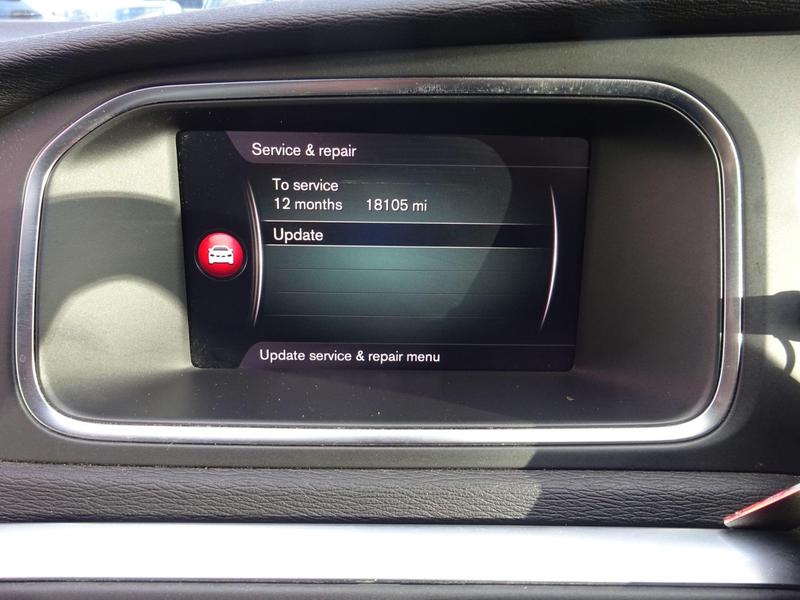 Service & repair
To service
12 months 18105 mi
Update
Update service & repair menu